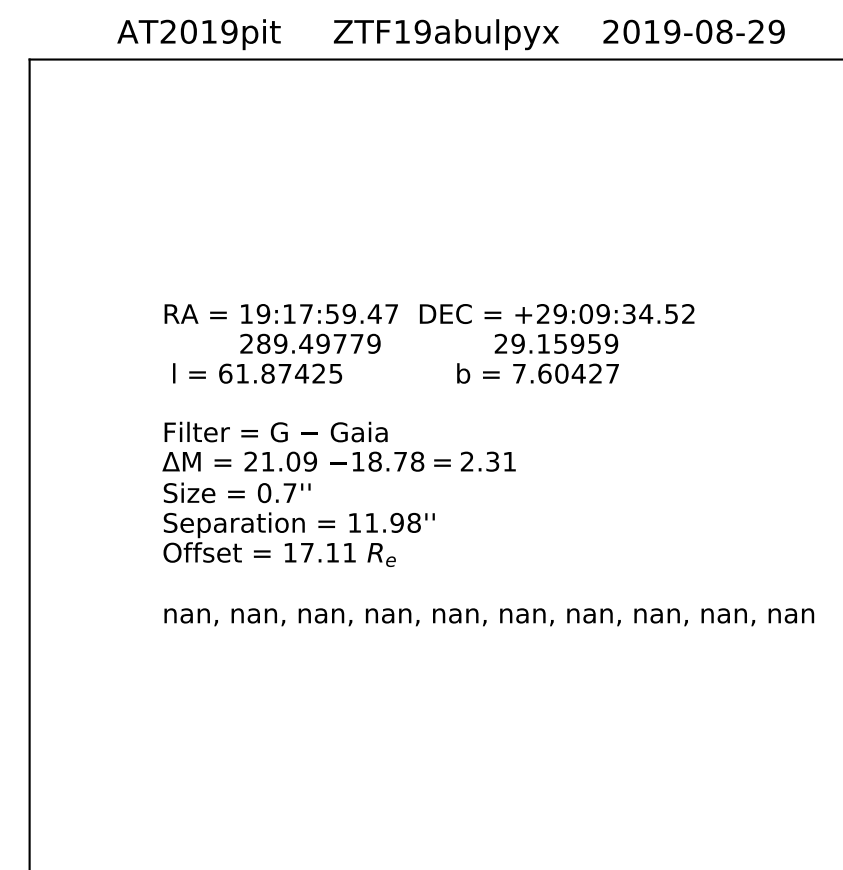 AT2019pit ZTF19abulpyx 2019-08-29
RA = 19:17:59.47 DEC = +29:09:34.52
289.49779 29.15959
l = 61.87425 b = 7.60427
Filter = G − Gaia
ΔM = 21.09 −18.78 = 2.31
Size = 0.7''
Separation = 11.98''
Offset = 17.11 Rₑ
nan, nan, nan, nan, nan, nan, nan, nan, nan, nan